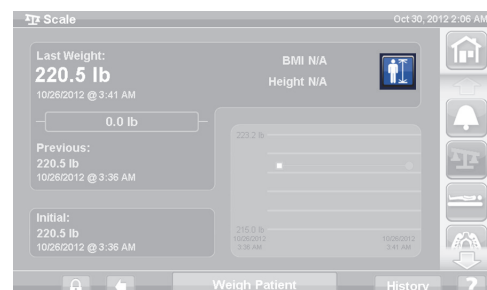 Scale
Oct 30, 2012 2:06 AM
Last Weight:
220.5 lb
10/26/2012 @ 3:41 AM
BMI N/A
Height N/A
0.0 lb
Previous:
220.5 lb
10/26/2012 @ 3:36 AM
Initial:
220.5 lb
10/26/2012 @ 3:36 AM
223.2 lb
215.0 lb
10/26/2012
3:36 AM
10/26/2012
3:41 AM
Weigh Patient
History
?